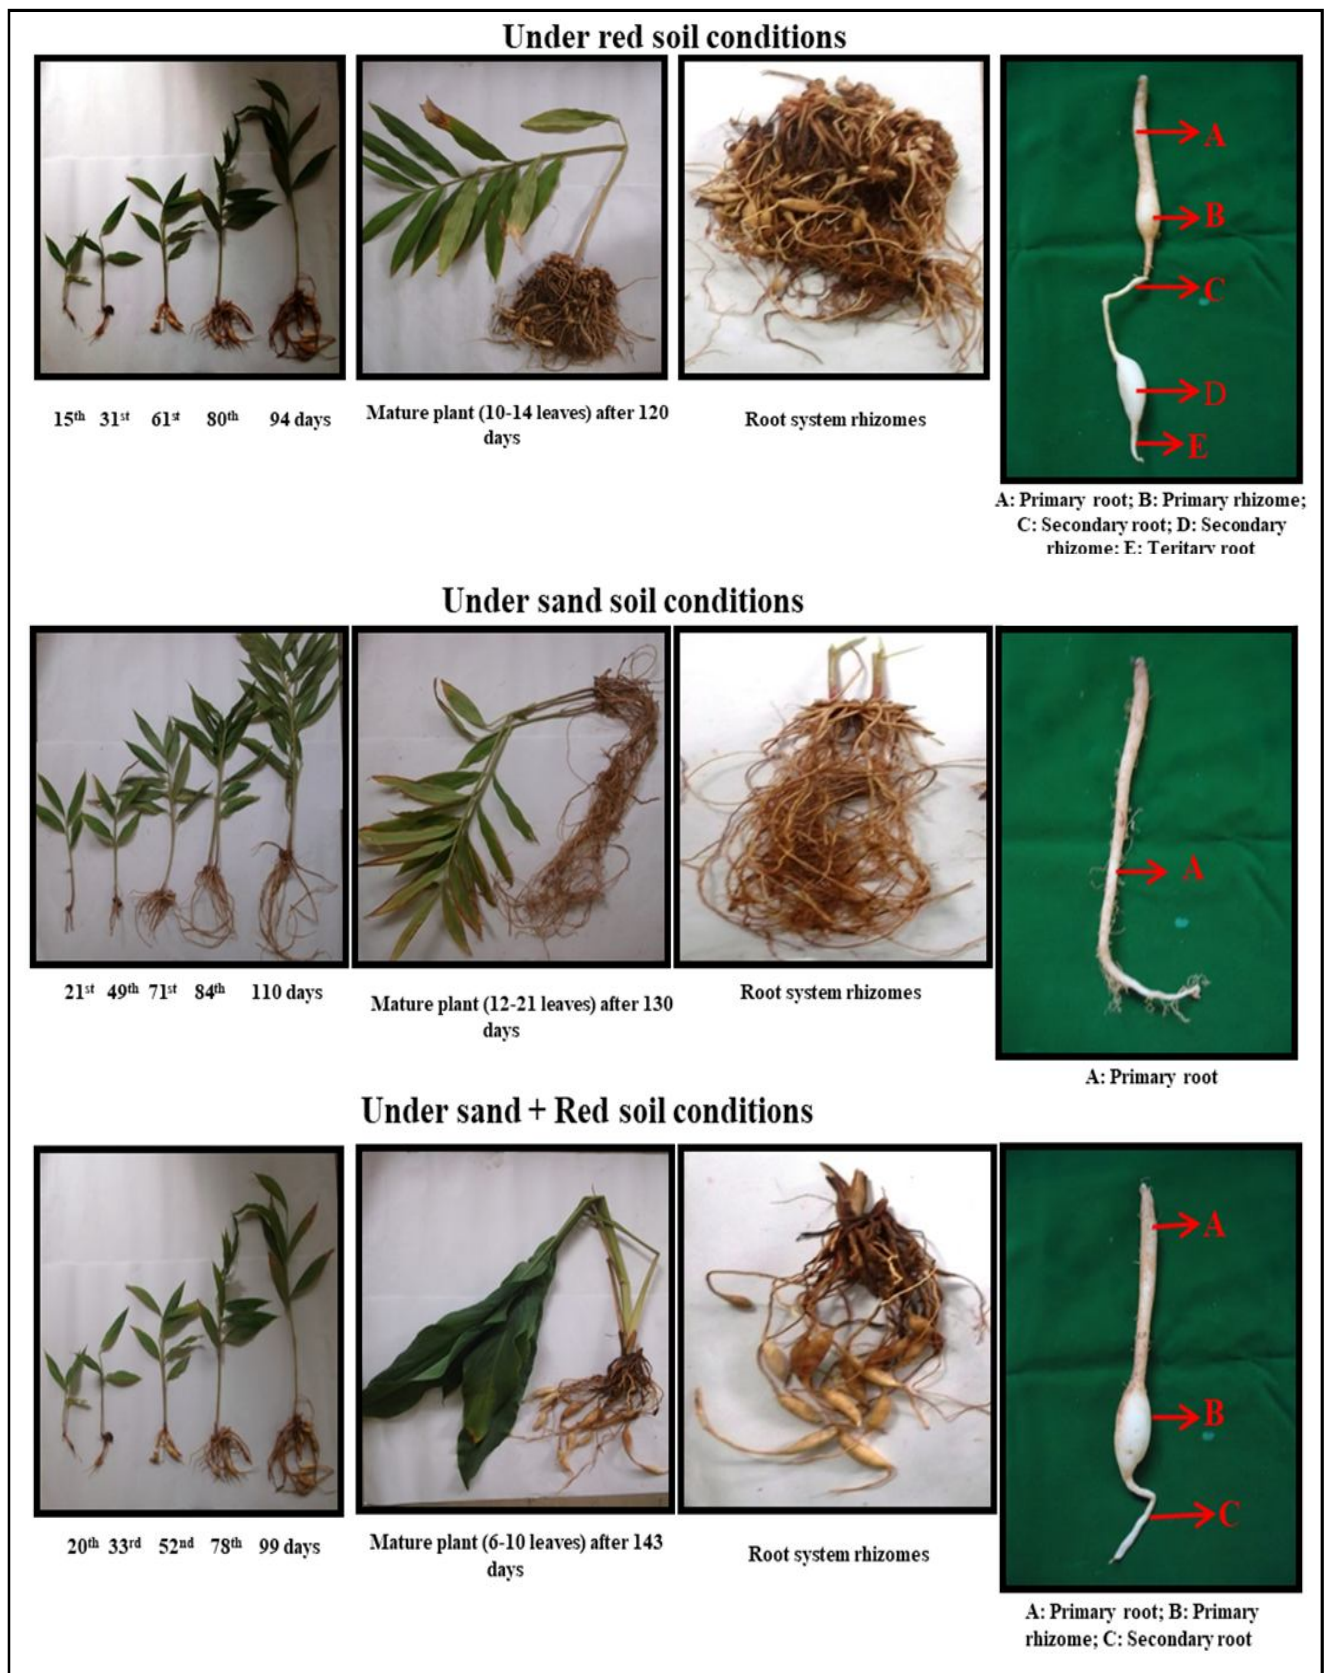 Under red soil conditions
A
B
C
D
E
15th 31st 61st 80th 94 days
Mature plant (10-14 leaves) after 120
days
Root system rhizomes
A: Primary root; B: Primary rhizome;
C: Secondary root; D: Secondary
rhizome; E: Teritary root
Under sand soil conditions
A
21st 49th 71st 84th 110 days
Mature plant (12-21 leaves) after 130
days
Root system rhizomes
A: Primary root
Under sand + Red soil conditions
A
B
C
20th 33rd 52nd 78th 99 days
Mature plant (6-10 leaves) after 143
days
Root system rhizomes
A: Primary root; B: Primary
rhizome; C: Secondary root